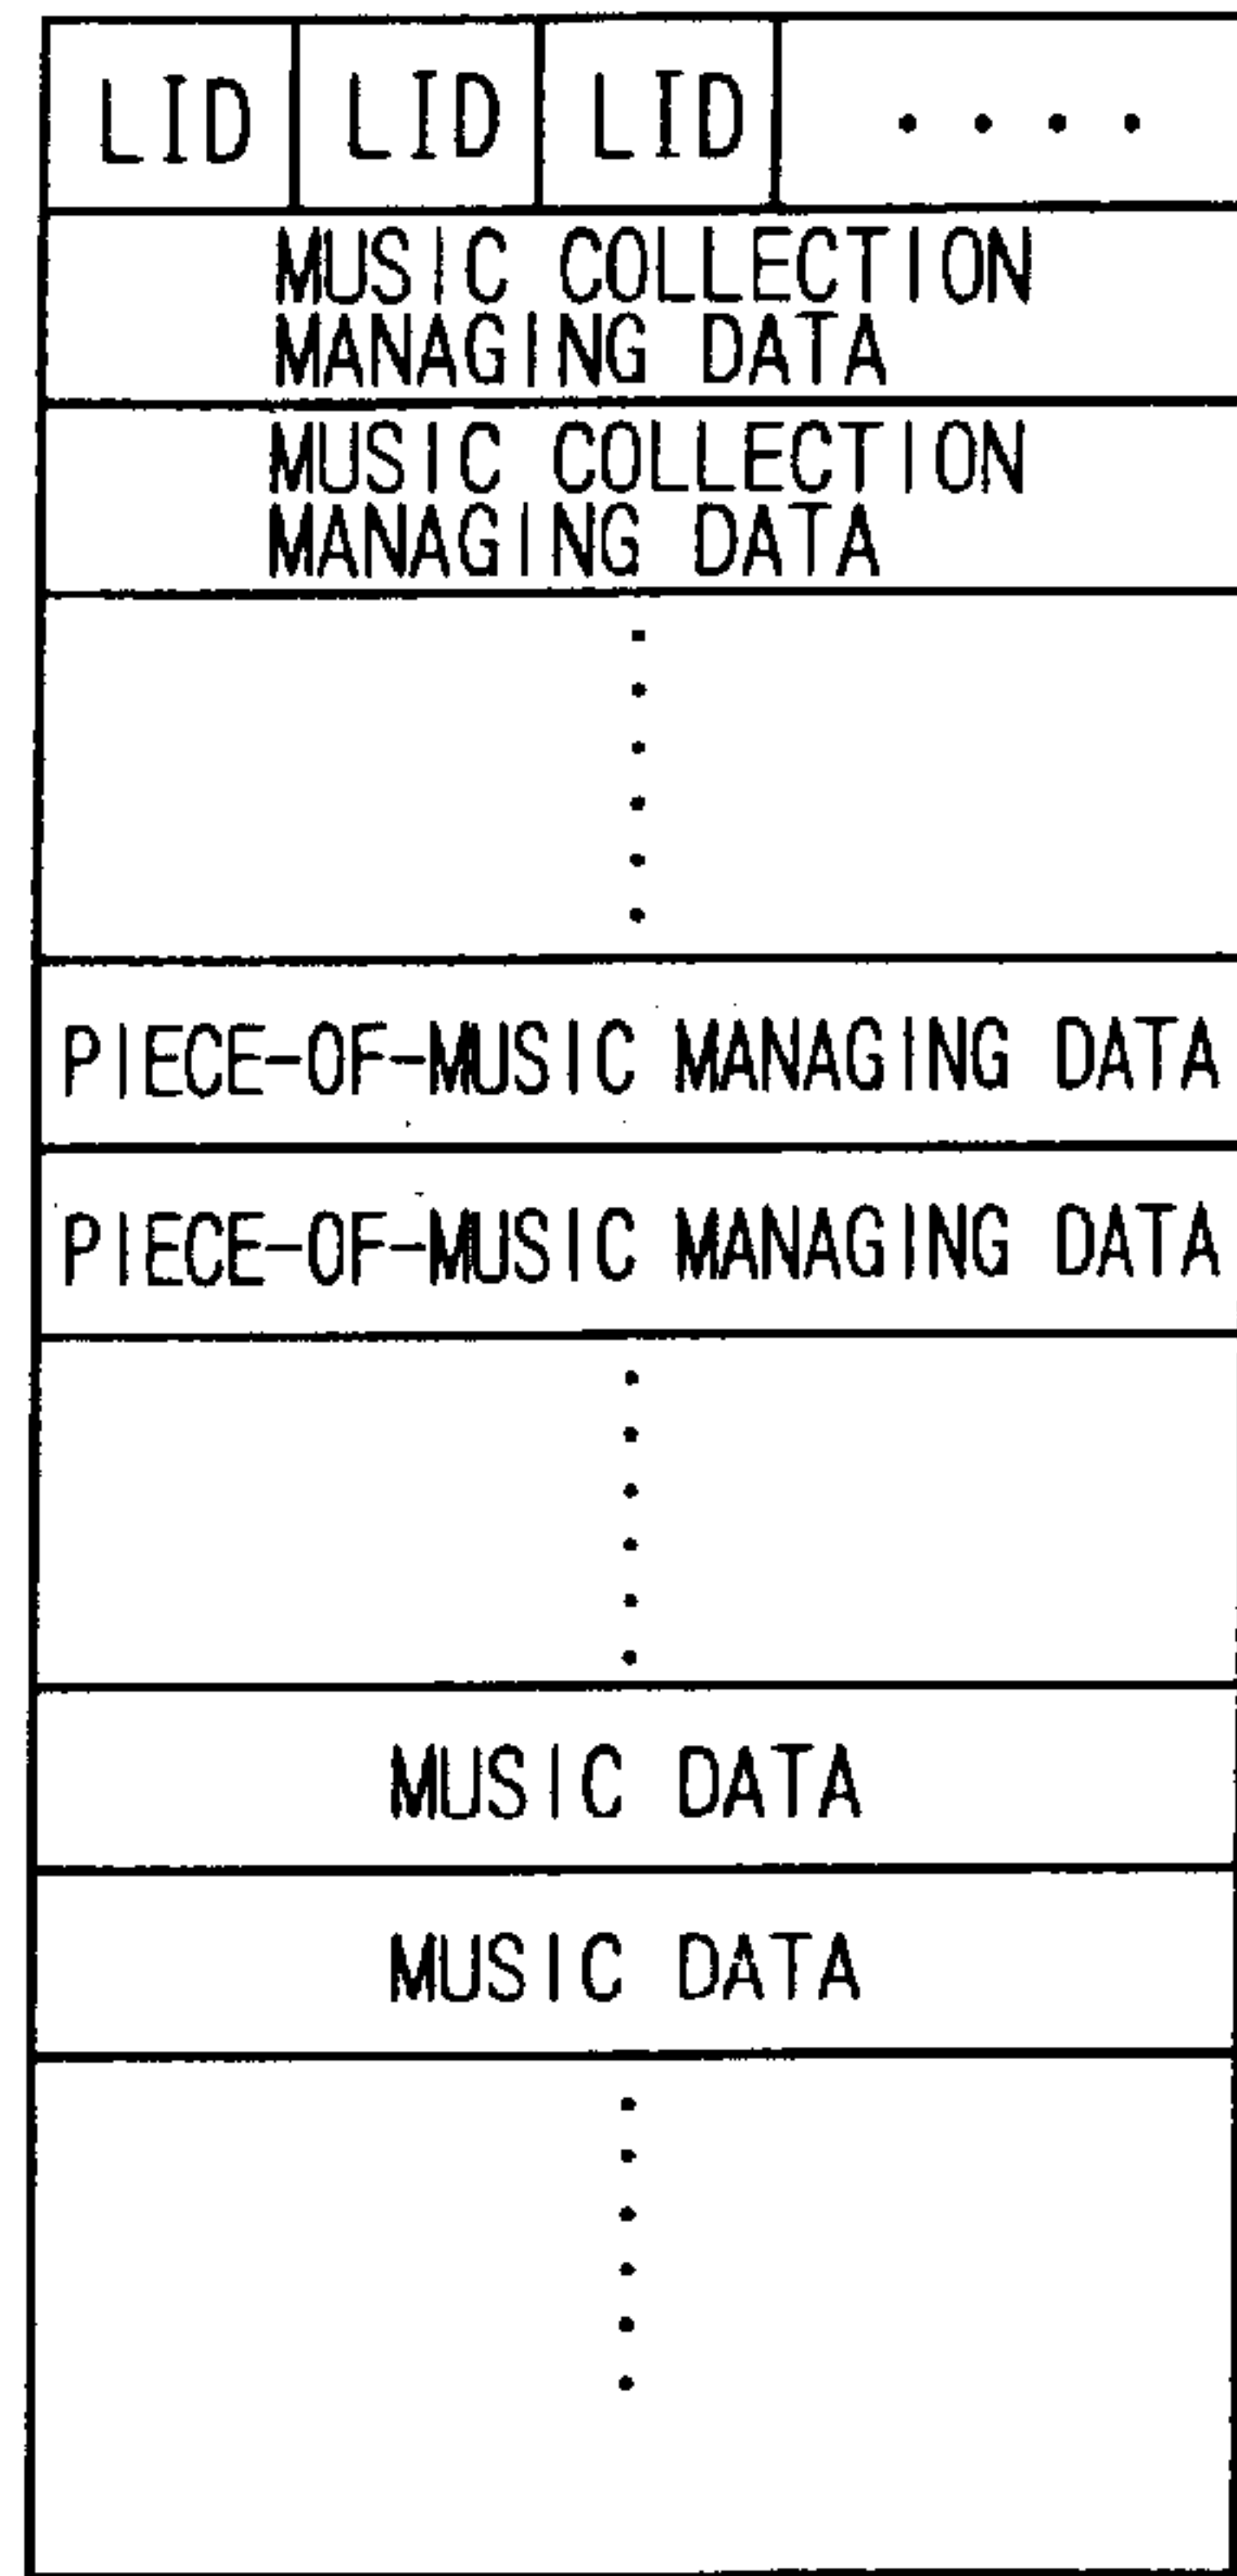 LID LID LID ....
MUSIC COLLECTION
MANAGING DATA
MUSIC COLLECTION
MANAGING DATA
PIECE-OF-MUSIC MANAGING DATA
PIECE-OF-MUSIC MANAGING DATA
MUSIC DATA
MUSIC DATA